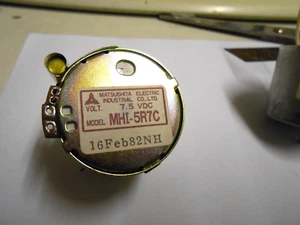 MATSUSHITA ELECTRIC
INDUSTRIAL CO.,LTD.
VOLT. 7.5 VDC
MODEL MHI-5R7C
16Feb82NH